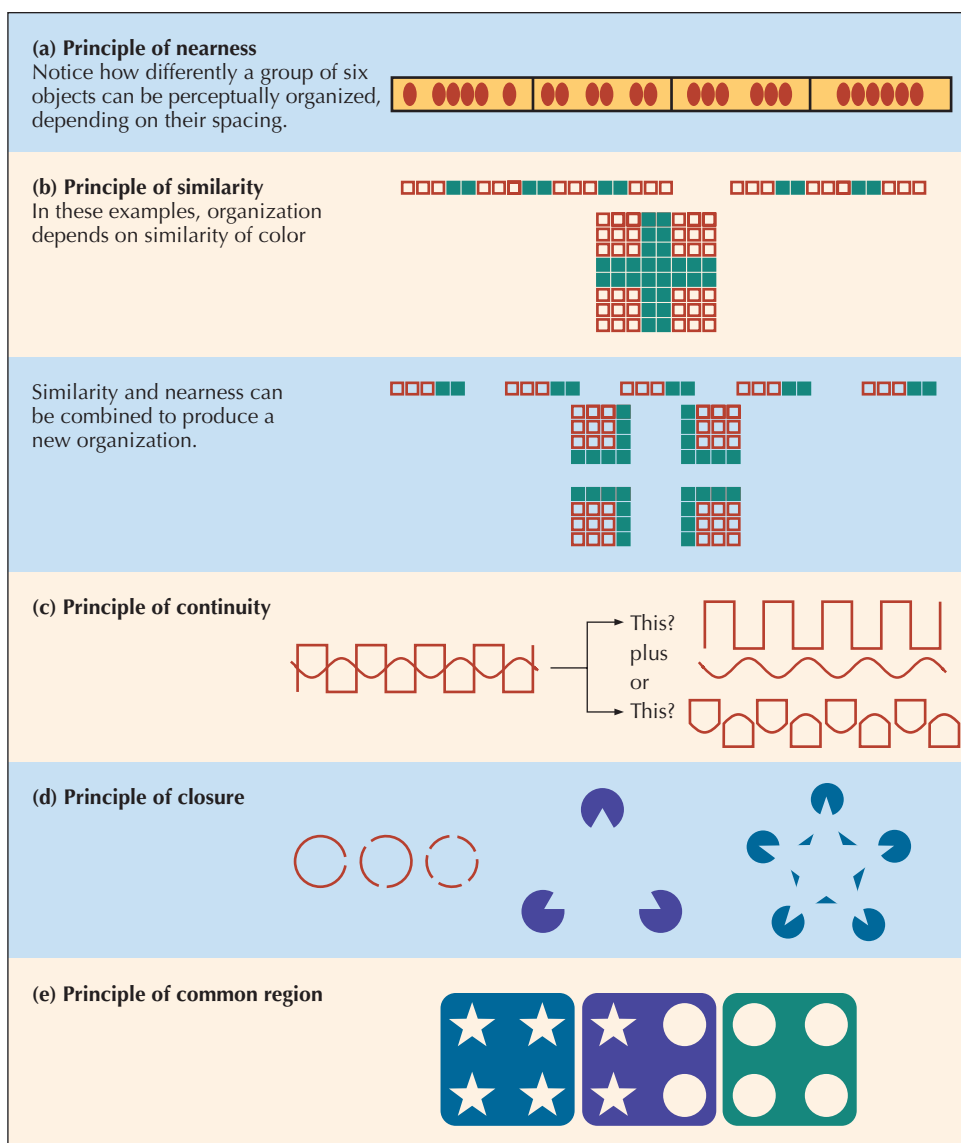 (a) Principle of nearness
Notice how differently a group of six
objects can be perceptually organized,
depending on their spacing.
(b) Principle of similarity
In these examples, organization
depends on similarity of color
Similarity and nearness can
be combined to produce a
new organization.
(c) Principle of continuity
This?
plus
or
This?
(d) Principle of closure
(e) Principle of common region